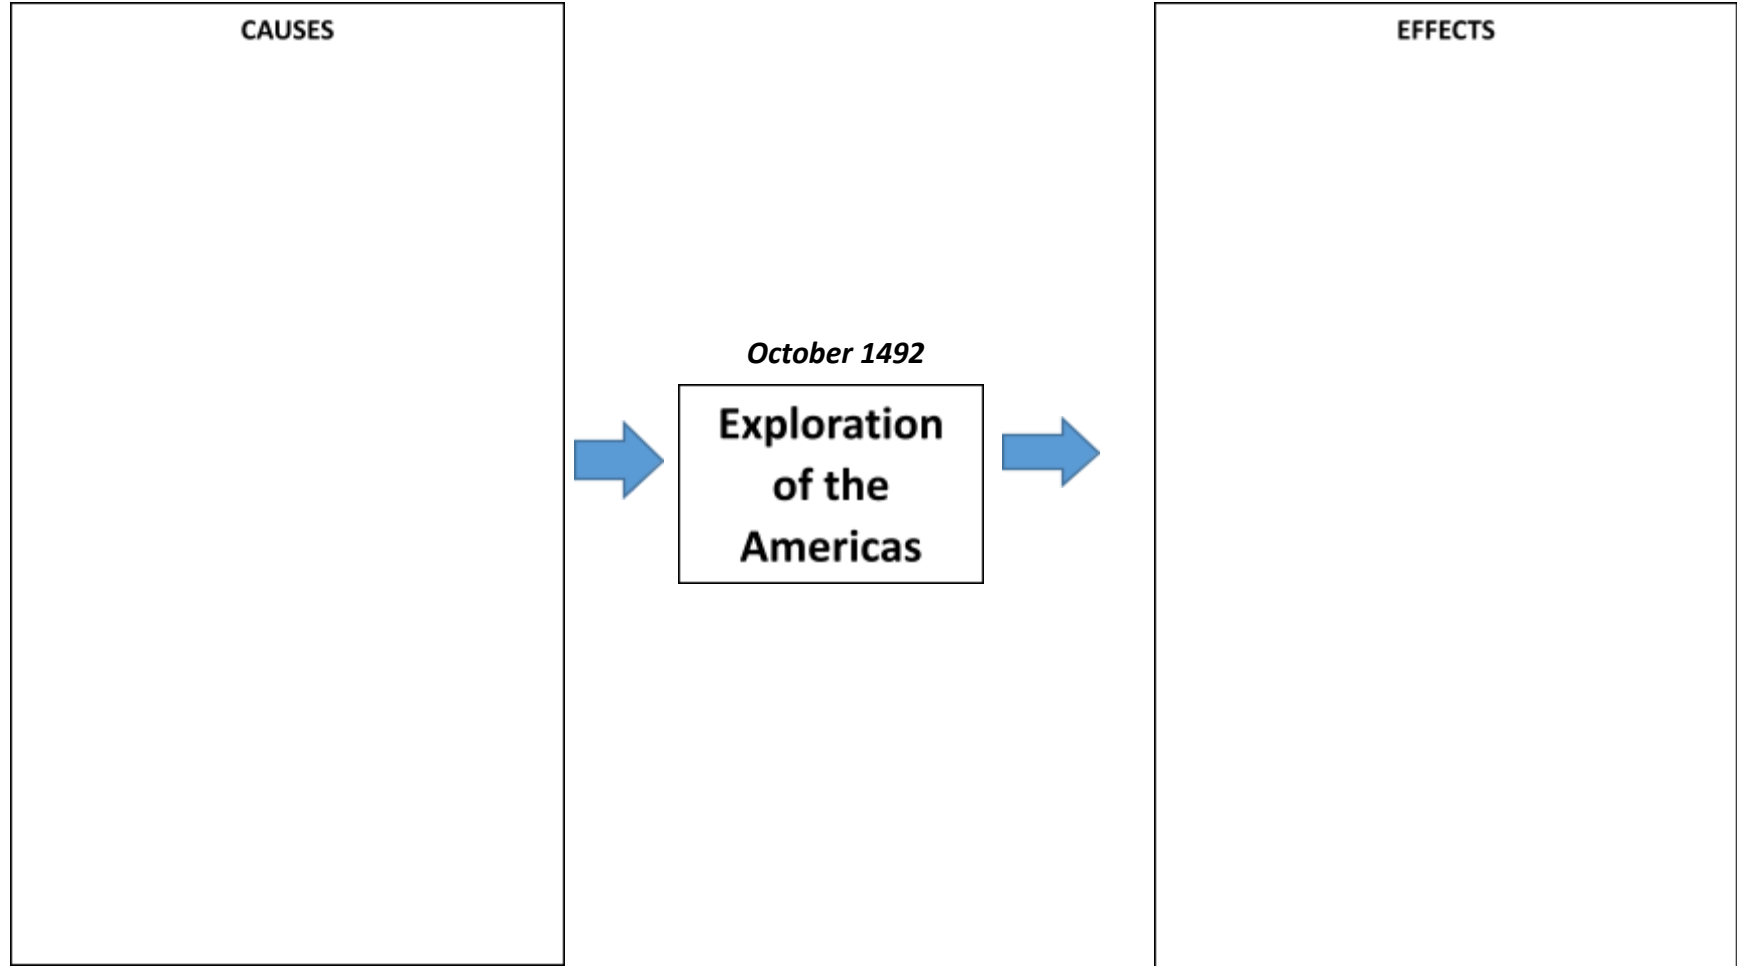 CAUSES
October 1492
Exploration
of the
Americas
EFFECTS